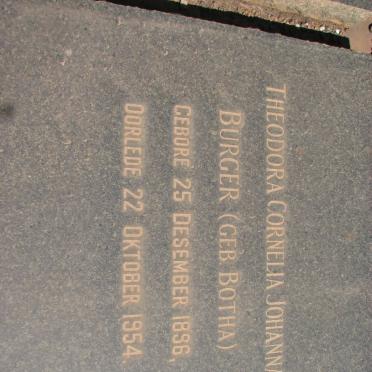 THEODORA CORNELIA JOHANNA
BURGER (GEB BOTHA)
GEBORE 25 DESEMBER 1886,
OORLEDE 22 OKTOBER 1954.